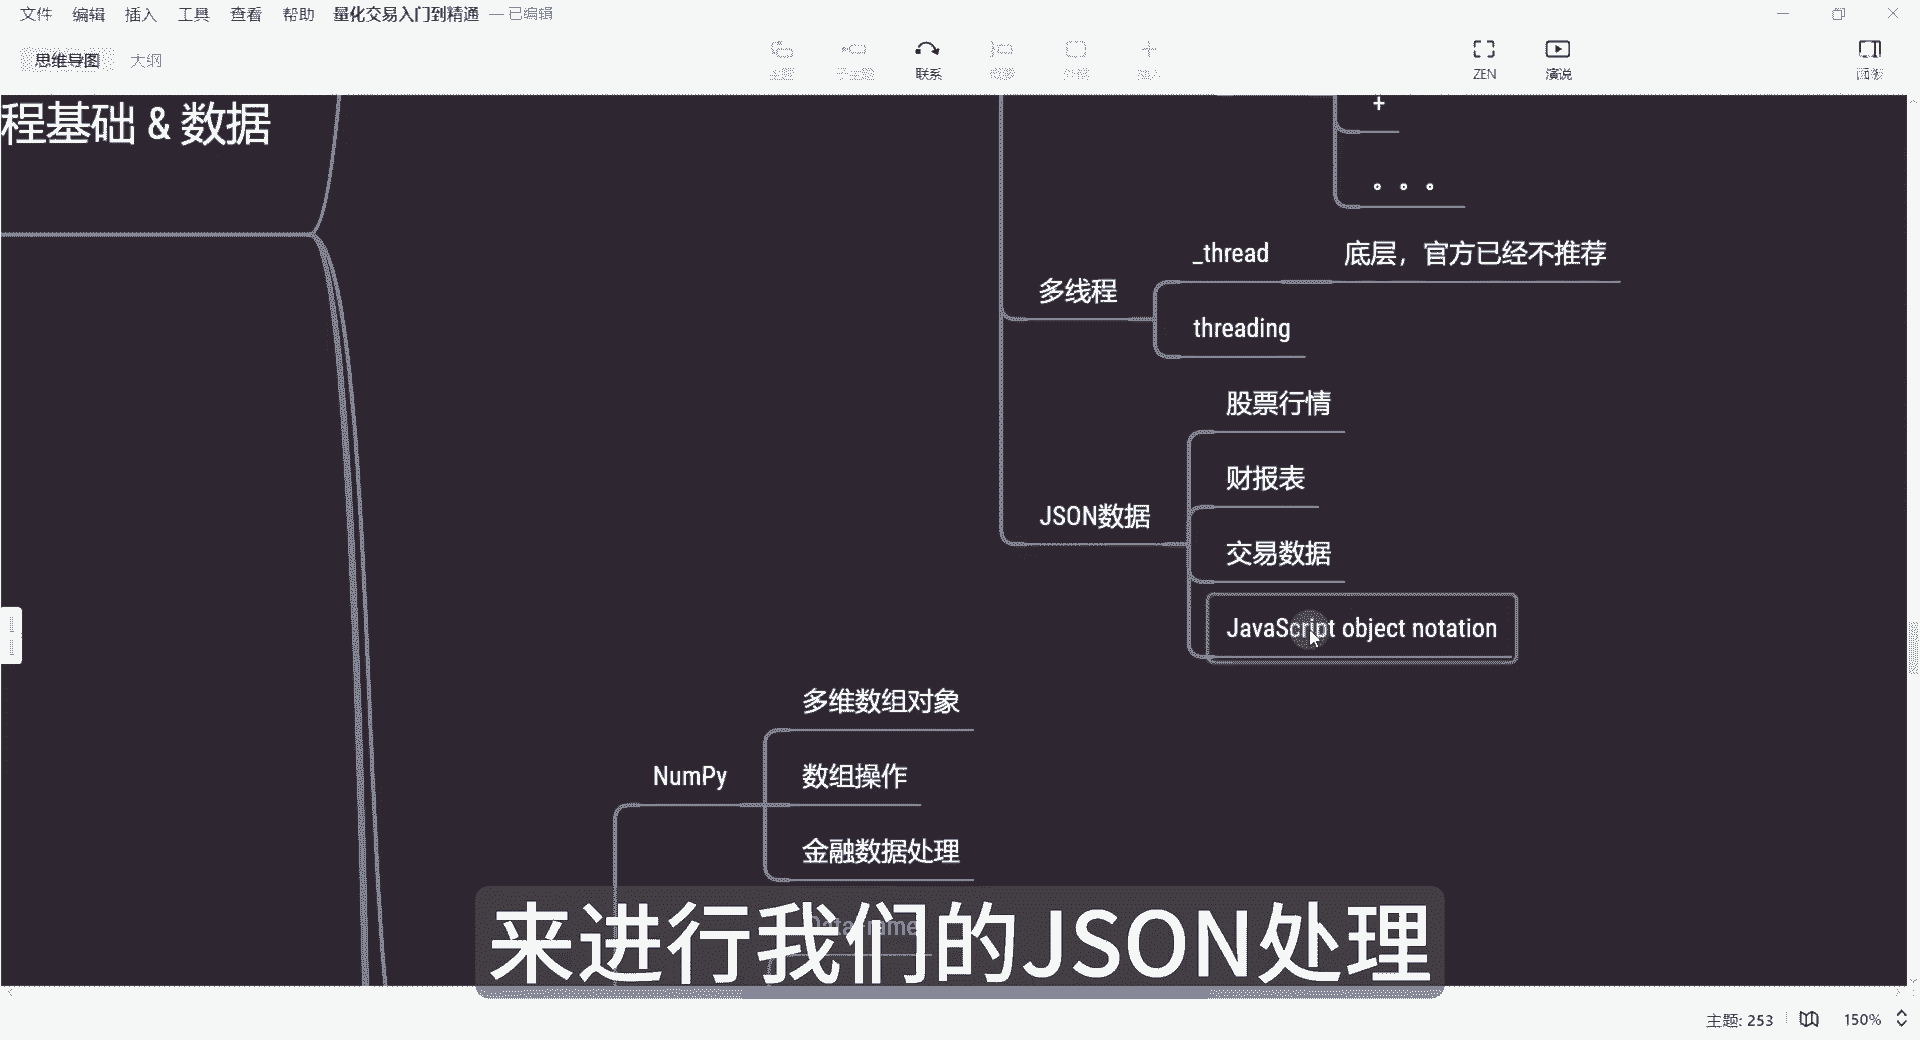 文件 编辑 插入 工具 查看 帮助 量化交易入门到精通 — 已编辑
思维导图 大纲
联系
ZEN 演说 面板
程基础 & 数据
+
。。。
_thread 底层，官方已经不推荐
多线程
threading
股票行情
财报表
JSON数据
交易数据
JavaScript object notation
多维数组对象
NumPy
数组操作
金融数据处理
DataFrame
来进行我们的JSON处理
主题: 253 150%